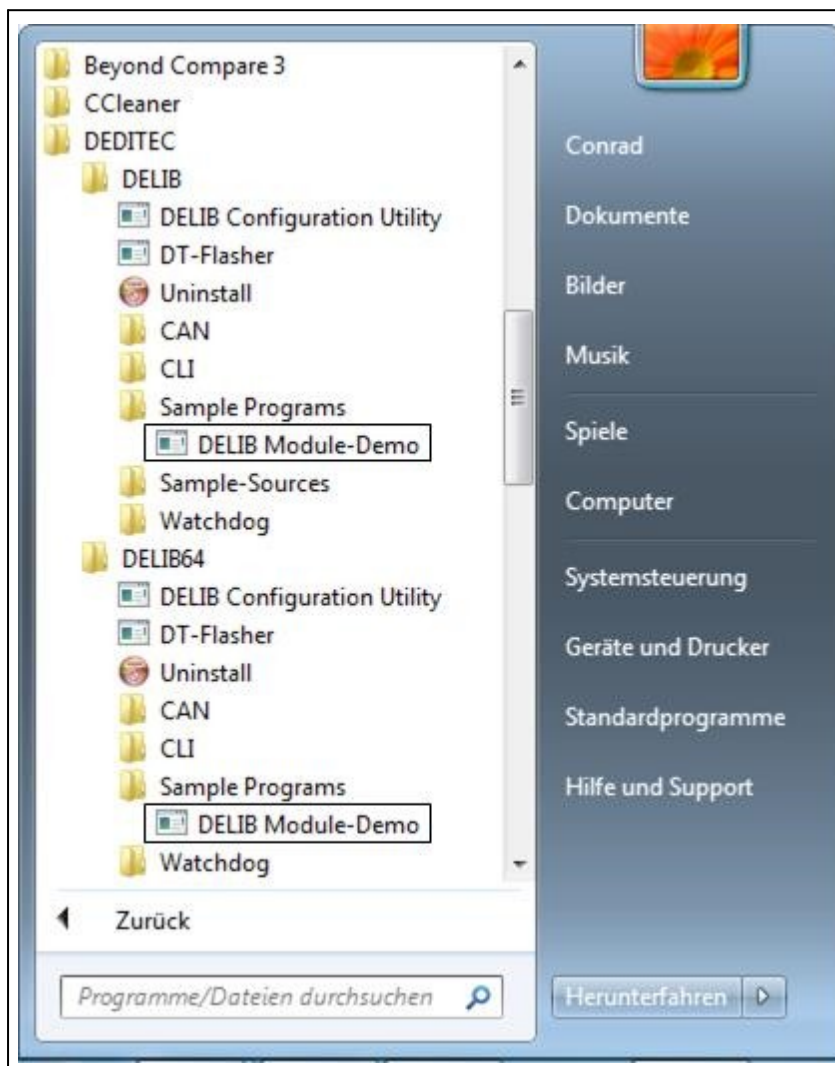 Beyond Compare 3
CCleaner
DEDITEC
DELIB
DELIB Configuration Utility
DT-Flasher
Uninstall
CAN
CLI
Sample Programs
DELIB Module-Demo
Sample-Sources
Watchdog
DELIB64
DELIB Configuration Utility
DT-Flasher
Uninstall
CAN
CLI
Sample Programs
DELIB Module-Demo
Watchdog
Zurück
Programme/Dateien durchsuchen
Conrad
Dokumente
Bilder
Musik
Spiele
Computer
Systemsteuerung
Geräte und Drucker
Standardprogramme
Hilfe und Support
Herunterfahren